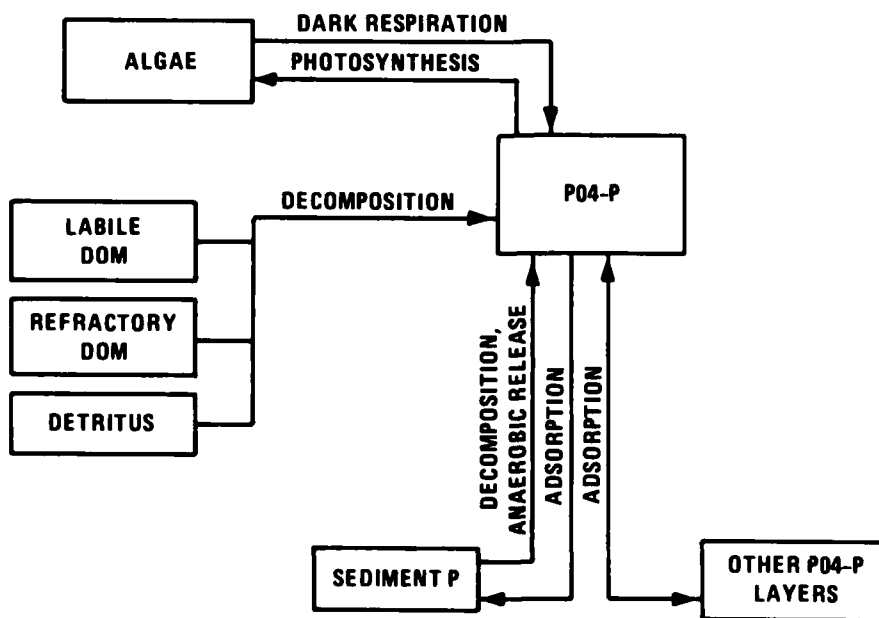 DARK RESPIRATION
ALGAE
PHOTOSYNTHESIS
P04-P
DECOMPOSITION
LABILE
DOM
REFRACTORY
DOM
DETRITUS
DECOMPOSITION,
ANAEROBIC RELEASE
ADSORPTION
ADSORPTION
SEDIMENT P
OTHER P04-P
LAYERS